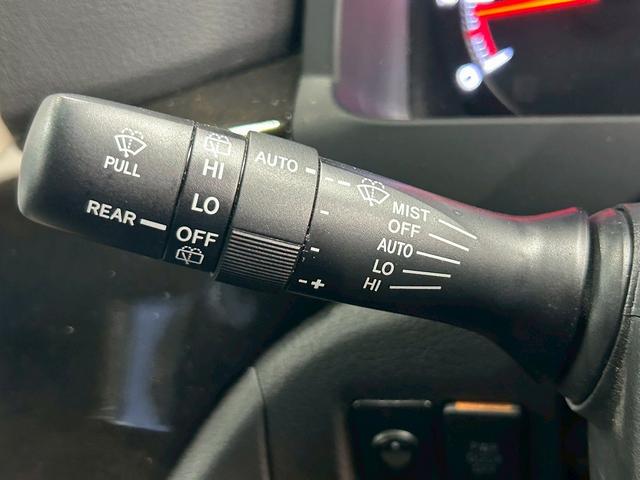 PULL
REAR
HI
LO
OFF
AUTO
- +
MIST
OFF
AUTO
LO
HI